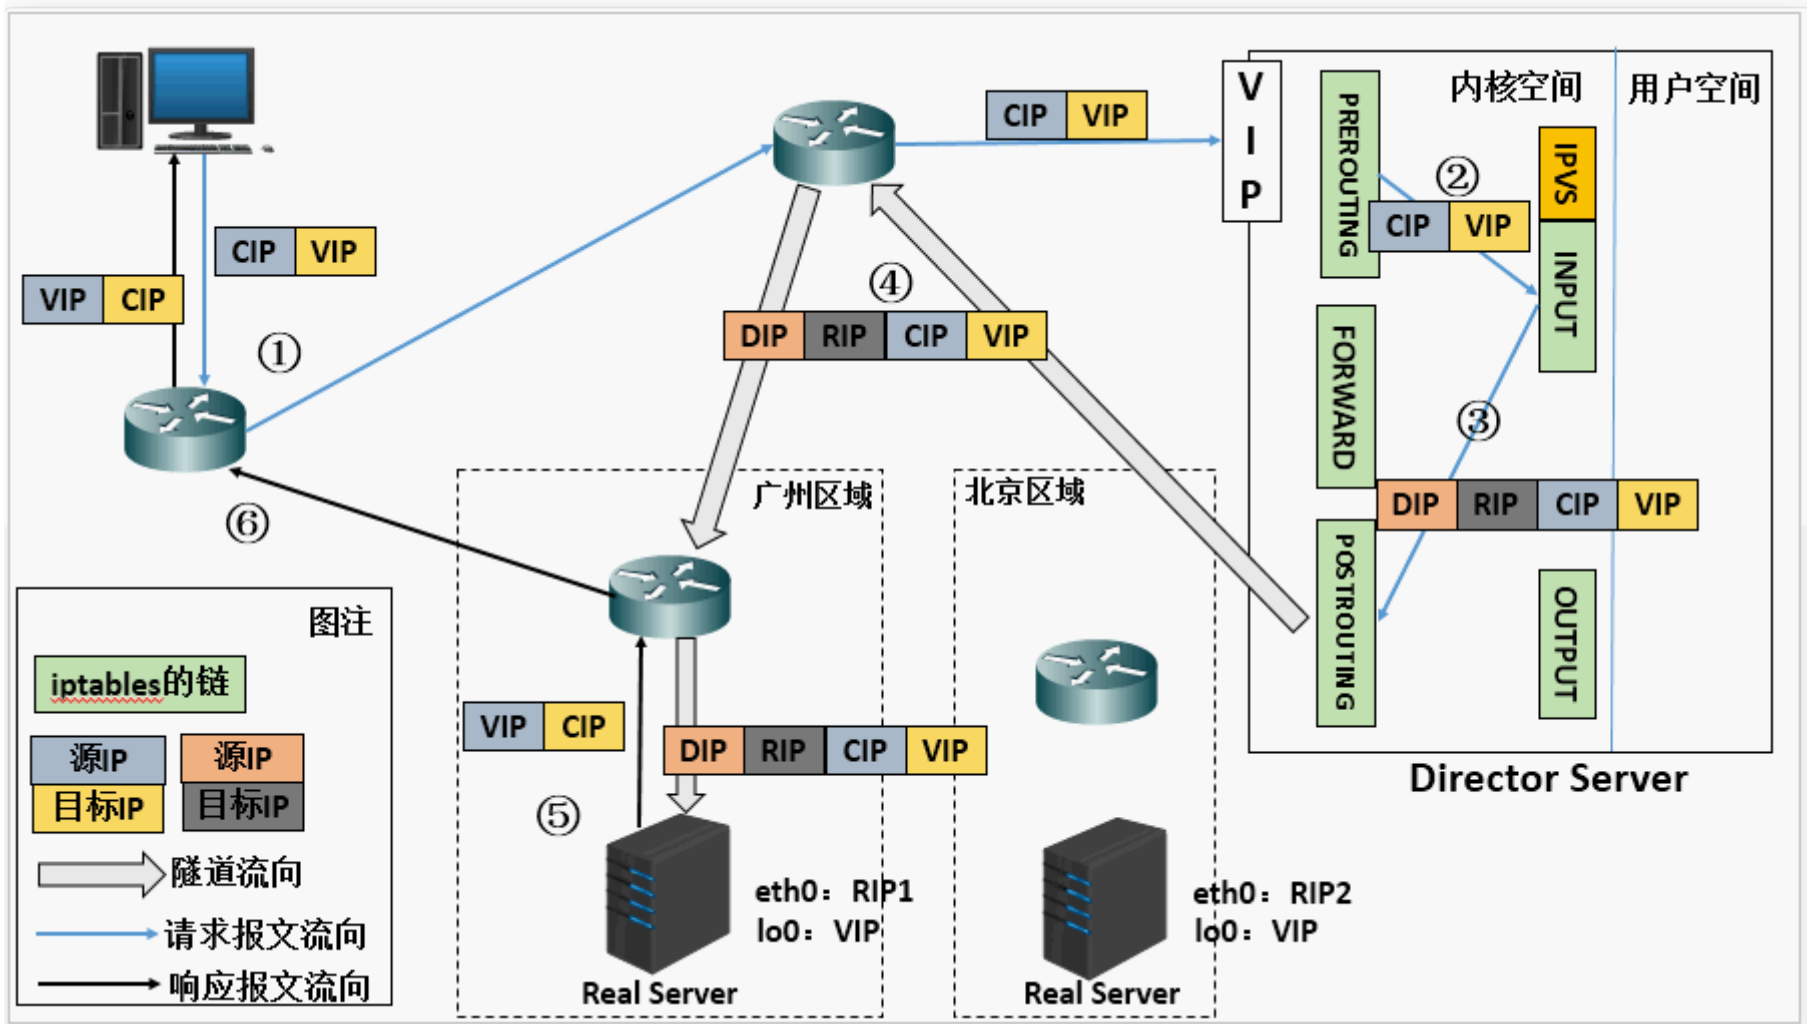 CIP VIP
V
I
P
PREROUTING
内核空间
用户空间
IPVS
②
CIP VIP
INPUT
CIP VIP
VIP CIP
①
④
DIP RIP CIP VIP
FORWARD
③
DIP RIP CIP VIP
POSTROUTING
OUTPUT
Director Server
⑥
广州区域
北京区域
VIP CIP
DIP RIP CIP VIP
⑤
eth0：RIP1
lo0：VIP
Real Server
eth0：RIP2
lo0：VIP
Real Server
图注
iptables的链
源IP
目标IP
源IP
目标IP
隧道流向
请求报文流向
响应报文流向